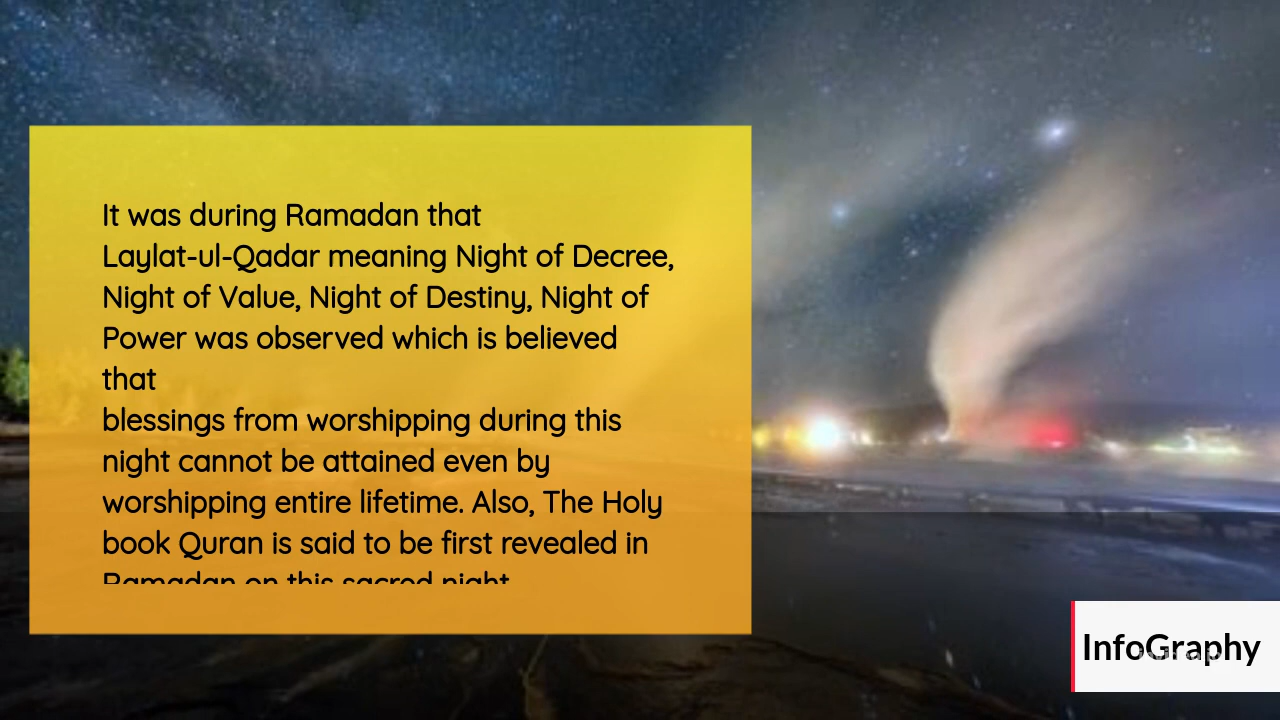 It was during Ramadan that
Laylat-ul-Qadar meaning Night of Decree,
Night of Value, Night of Destiny, Night of
Power was observed which is believed
that
blessings from worshipping during this
night cannot be attained even by
worshipping entire lifetime. Also, The Holy
book Quran is said to be first revealed in
Ramadan on this sacred night
InfoGraphy